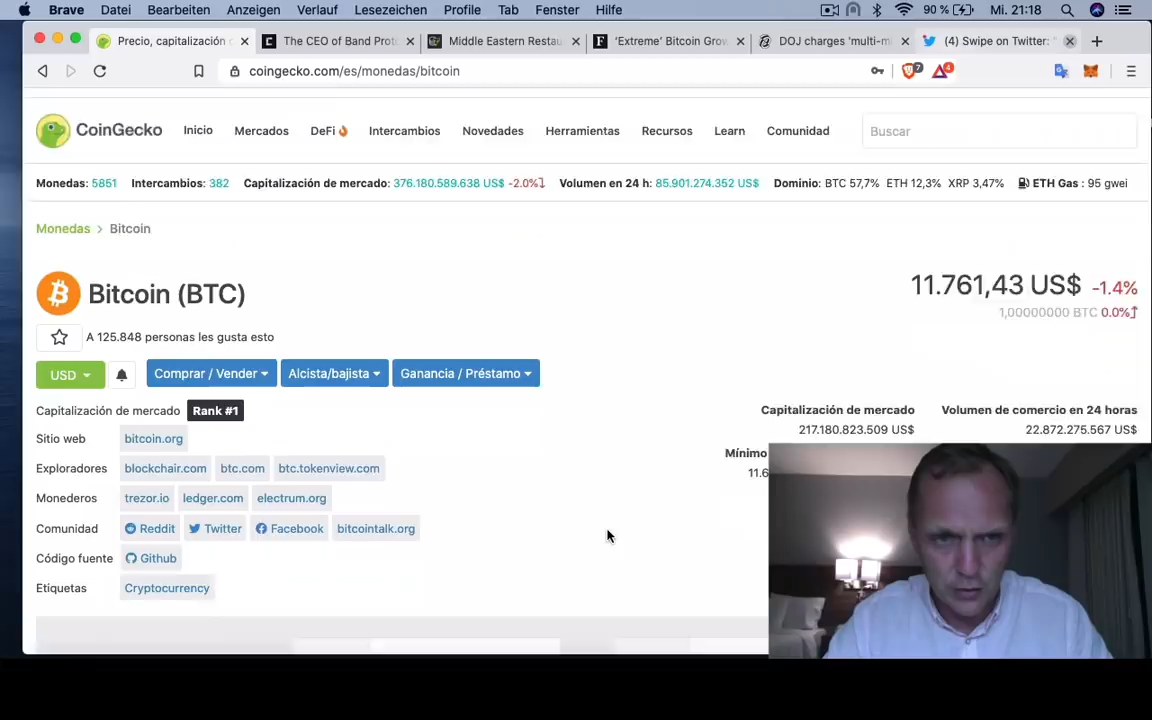 Brave Datei Bearbeiten Anzeigen Verlauf Lesezeichen Profile Tab Fenster Hilfe 90 % Mi. 21:18
Precio, capitalización The CEO of Band Prot Middle Eastern Restau 'Extreme' Bitcoin Grow DOJ charges 'multi-mi (4) Swipe on Twitter: "
coingecko.com/es/monedas/bitcoin 7 4
CoinGecko Inicio Mercados DeFi Intercambios Novedades Herramientas Recursos Learn Comunidad Buscar
Monedas: 5851 Intercambios: 382 Capitalización de mercado: 376.180.589.638 US$ -2.0% Volumen en 24 h: 85.901.274.352 US$ Dominio: BTC 57,7% ETH 12,3% XRP 3,47% ETH Gas : 95 gwei
Monedas > Bitcoin
Bitcoin (BTC) 11.761,43 US$ -1.4%
1,00000000 BTC 0.0%
A 125.848 personas les gusta esto
USD Comprar / Vender Alcista/bajista Ganancia / Préstamo
Capitalización de mercado Rank #1 Capitalización de mercado Volumen de comercio en 24 horas
217.180.823.509 US$ 22.872.275.567 US$
Sitio web bitcoin.org
Mínimo
Exploradores blockchair.com btc.com btc.tokenview.com
11.6
Monederos trezor.io ledger.com electrum.org
Comunidad Reddit Twitter Facebook bitcointalk.org
Código fuente Github
Etiquetas Cryptocurrency